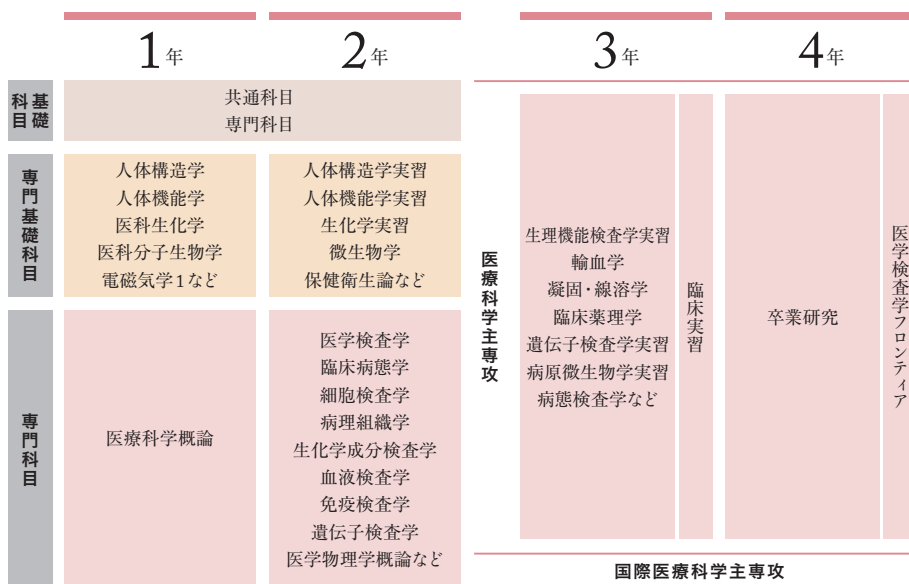 1年
2年
3年
4年
基礎
科目
共通科目
専門科目
専門基礎科目
人体構造学
人体機能学
医科生化学
医科分子生物学
電磁気学1など
人体構造学実習
人体機能学実習
生化学実習
微生物学
保健衛生論など
専門科目
医療科学概論
医学検査学
臨床病態学
細胞検査学
病理組織学
生化学成分検査学
血液検査学
免疫検査学
遺伝子検査学
医学物理学概論など
医療科学主専攻
生理機能検査学実習
輸血学
凝固・線溶学
臨床薬理学
遺伝子検査学実習
病原微生物学実習
病態検査学など
臨床実習
卒業研究
医学検査学フロンティア
国際医療科学主専攻